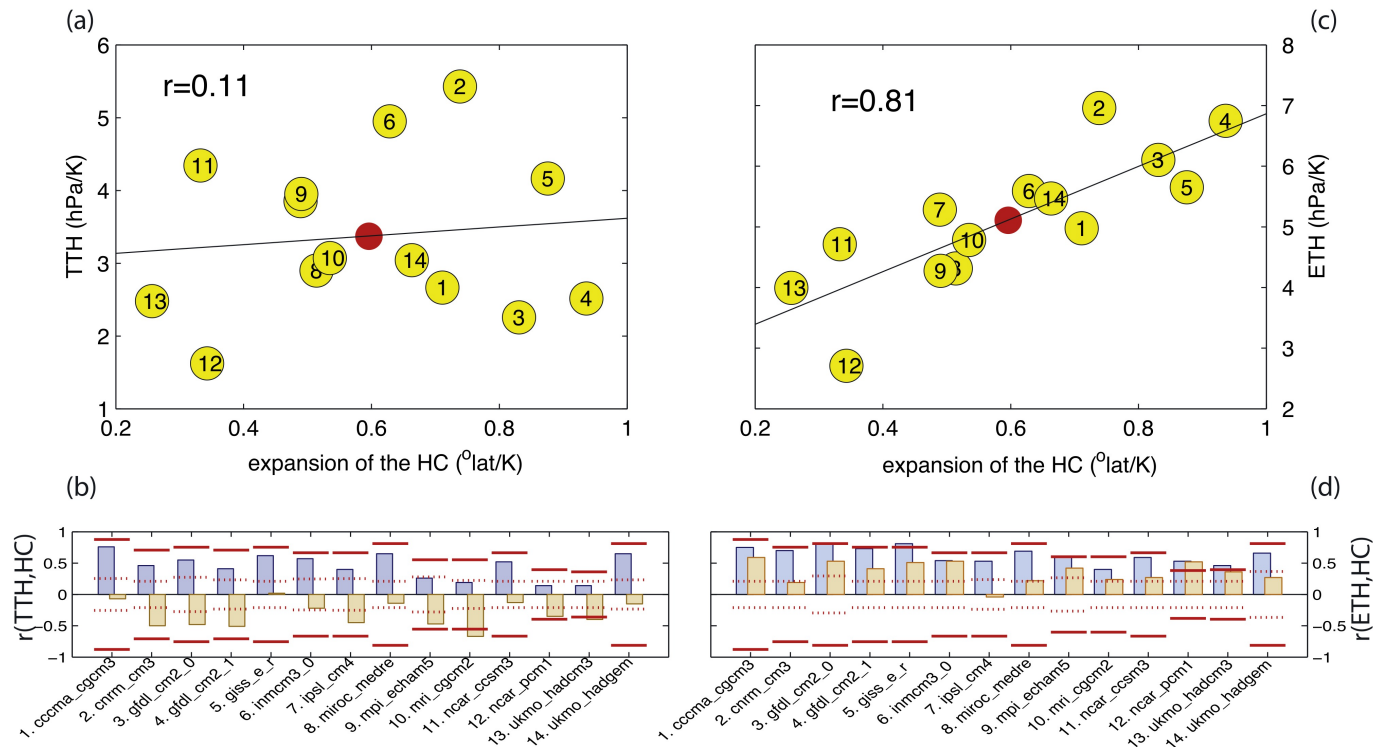 (a)
r=0.11
TTH (hPa/K)
6
5
4
3
2
1
2
6
11
5
9
10
8
14
1
13
4
3
12
0.2
0.4
0.6
0.8
1
expansion of the HC (°lat/K)
(c)
r=0.81
ETH (hPa/K)
8
7
6
5
4
3
2
2
4
3
5
6
14
7
1
10
11
9
13
12
0.2
0.4
0.6
0.8
1
expansion of the HC (°lat/K)
(b)
r(TTH,HC)
1
0.5
0
−0.5
−1
1. cccma_cgcm3
2. cnrm_cm3
3. gfdl_cm2_0
4. gfdl_cm2_1
5. giss_e_r
6. inmcm3_0
7. ipsl_cm4
8. miroc_medre
9. mpi_echam5
10. mri_cgcm2
11. ncar_ccsm3
12. ncar_pcm1
13. ukmo_hadcm3
14. ukmo_hadgem
(d)
r(ETH,HC)
1
0.5
0
−0.5
−1
1. cccma_cgcm3
2. cnrm_cm3
3. gfdl_cm2_0
4. gfdl_cm2_1
5. giss_e_r
6. inmcm3_0
7. ipsl_cm4
8. miroc_medre
9. mpi_echam5
10. mri_cgcm2
11. ncar_ccsm3
12. ncar_pcm1
13. ukmo_hadcm3
14. ukmo_hadgem